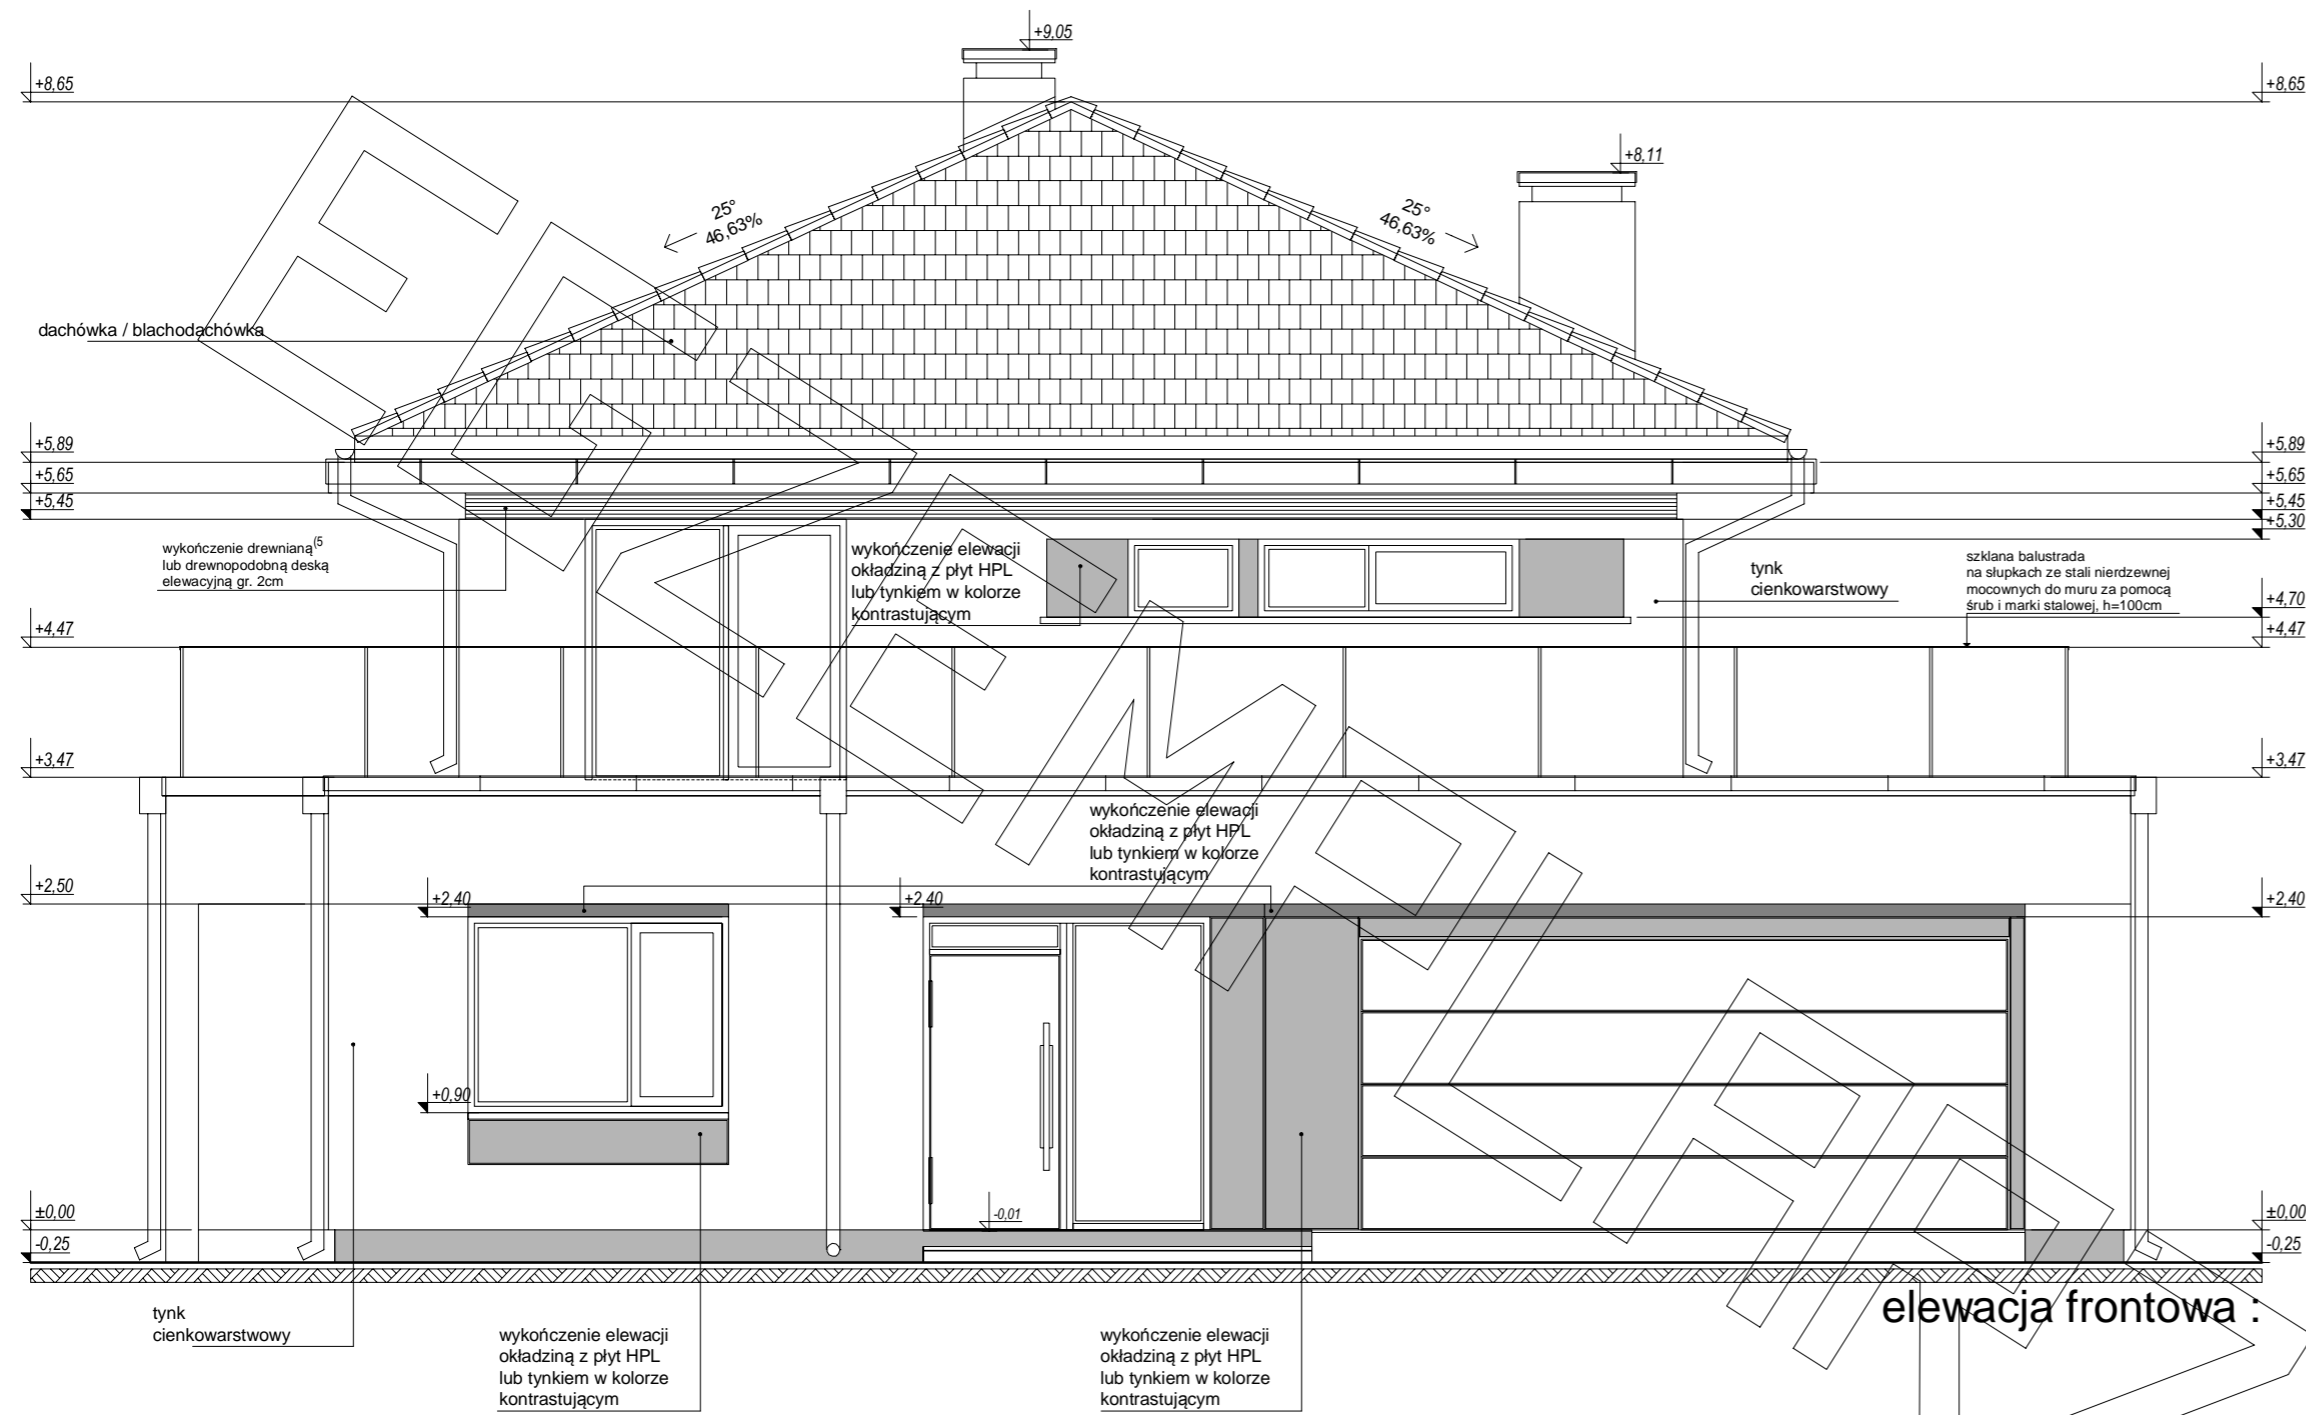 +9,05
+8,65
+8,65
+8,11
25°
46,63%
25°
46,63%
dachówka / blachodachówka
+5,89
+5,65
+5,45
+5,89
+5,65
+5,45
+5,30
wykończenie drewnianą(5
lub drewnopodobną deską
elewacyjną gr. 2cm
wykończenie elewacji
okładziną z płyt HPL
lub tynkiem w kolorze
kontrastującym
tynk
cienkowarstwowy
szklana balustrada
na słupkach ze stali nierdzewnej
mocownych do muru za pomocą
śrub i marki stalowej, h=100cm
+4,70
+4,47
+4,47
+3,47
+3,47
wykończenie elewacji
okładziną z płyt HPL
lub tynkiem w kolorze
kontrastującym
+2,50
+2,40
+2,40
+2,40
+0,90
±0,00
-0,25
-0,01
±0,00
-0,25
elewacja frontowa :
tynk
cienkowarstwowy
wykończenie elewacji
okładziną z płyt HPL
lub tynkiem w kolorze
kontrastującym
wykończenie elewacji
okładziną z płyt HPL
lub tynkiem w kolorze
kontrastującym